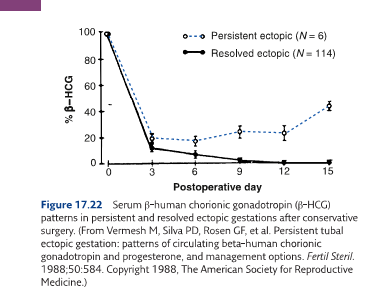 100
80
60
40
20
0
% β–HCG
Persistent ectopic (N = 6)
Resolved ectopic (N = 114)
0 3 6 9 12 15
Postoperative day
Figure 17.22 Serum β-human chorionic gonadotropin (β-HCG)
patterns in persistent and resolved ectopic gestations after conservative
surgery. (From Vermesh M, Silva PD, Rosen GF, et al. Persistent tubal
ectopic gestation: patterns of circulating beta-human chorionic
gonadotropin and progesterone, and management options. Fertil Steril.
1988;50:584. Copyright 1988, The American Society for Reproductive
Medicine.)